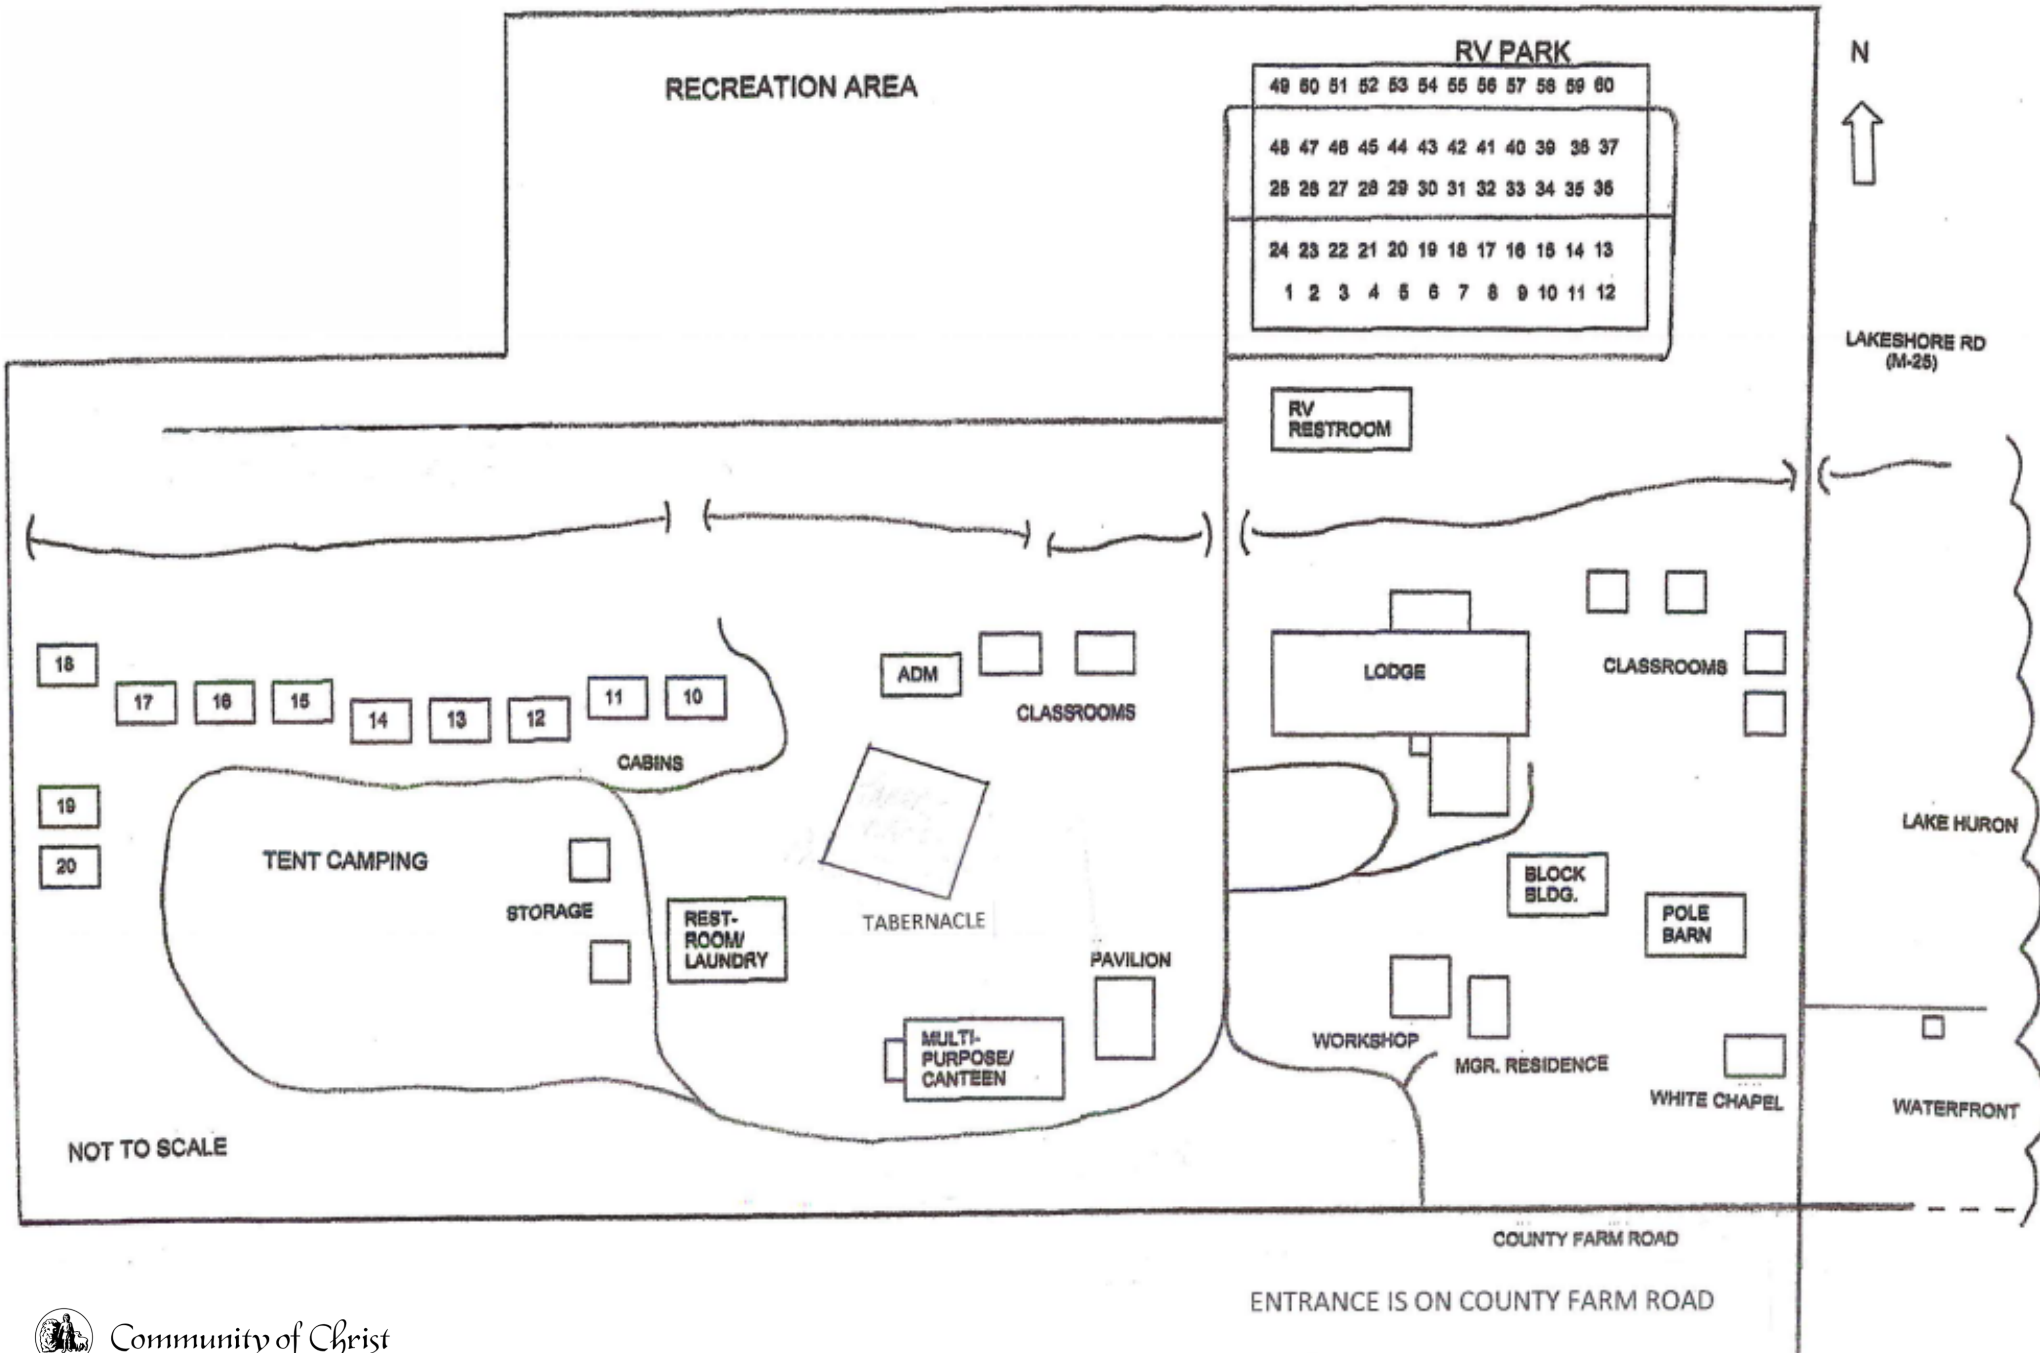 RV PARK
N
RECREATION AREA
49 50 51 52 53 54 55 56 57 58 59 60
48 47 46 45 44 43 42 41 40 39 38 37
25 26 27 28 29 30 31 32 33 34 35 36
24 23 22 21 20 19 18 17 16 15 14 13
1 2 3 4 5 6 7 8 9 10 11 12
LAKESHORE RD
(M-25)
RV
RESTROOM
18
17
16
15
14
13
12
11
10
CABINS
ADM
CLASSROOMS
LODGE
CLASSROOMS
19
20
TENT CAMPING
STORAGE
REST-
ROOM/
LAUNDRY
TABERNACLE
PAVILION
MULTI-
PURPOSE/
CANTEEN
BLOCK
BLDG.
POLE
BARN
LAKE HURON
WORKSHOP
MGR. RESIDENCE
WHITE CHAPEL
WATERFRONT
NOT TO SCALE
COUNTY FARM ROAD
ENTRANCE IS ON COUNTY FARM ROAD
Community of Christ